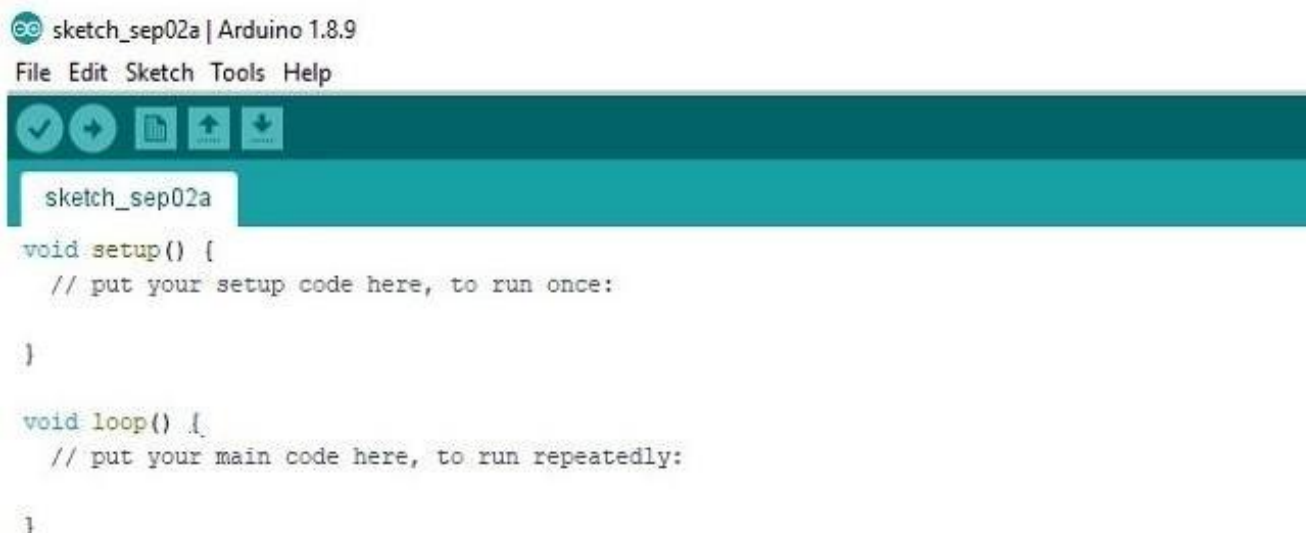 sketch_sep02a | Arduino 1.8.9
File Edit Sketch Tools Help
sketch_sep02a
void setup() {
  // put your setup code here, to run once:
}
void loop() {
  // put your main code here, to run repeatedly:
}